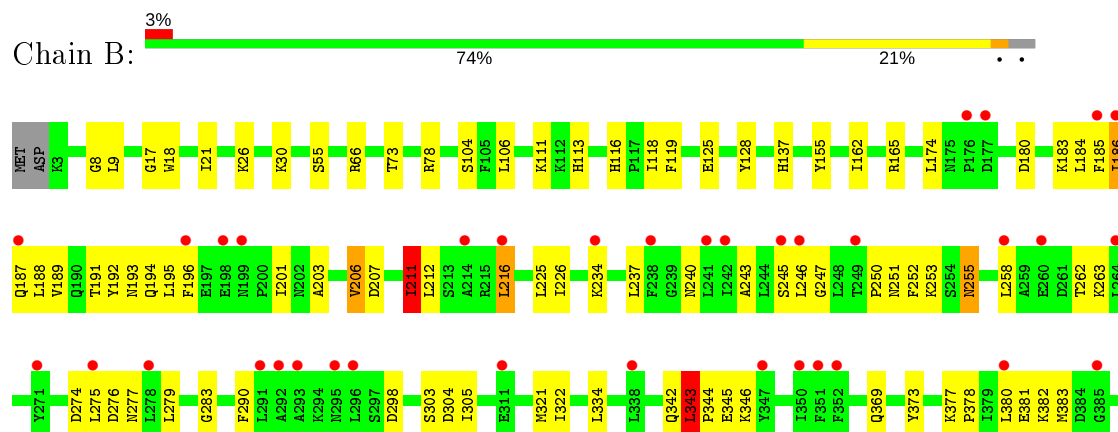 3%
Chain B:
74% 21% • •
MET ASP K3 G8 L9 G17 W18 I21 K26 K30 S55 R66 T73 R78 S104 F105 L106 K111 K112 H113 H116 P117 I118 F119 E125 Y128 H137 Y155 I162 R165 L174 N175 P176 D177 D180 K183 L184 F185 I186
Q187 L188 V189 Q190 T191 Y192 N193 Q194 L195 F196 E197 E198 N199 P200 I201 N202 A203 V206 D207 I211 L212 S213 A214 R215 L216 L225 I226 K234 L237 F238 G239 N240 L241 I242 A243 L244 S245 L246 G247 L248 T249 P250 N251 F252 K253 S254 N255 L258 A259 E260 D261 T262 K263
Y271 D274 L275 D276 N277 L278 L279 G283 F290 L291 A292 A293 K294 N295 L296 S297 D298 S303 D304 I305 E311 M321 I322 L334 L338 Q342 L343 P344 E345 K346 Y347 L350 F351 F352 Q369 Y373 K377 P378 I379 L380 E381 K382 M383 D384 G385